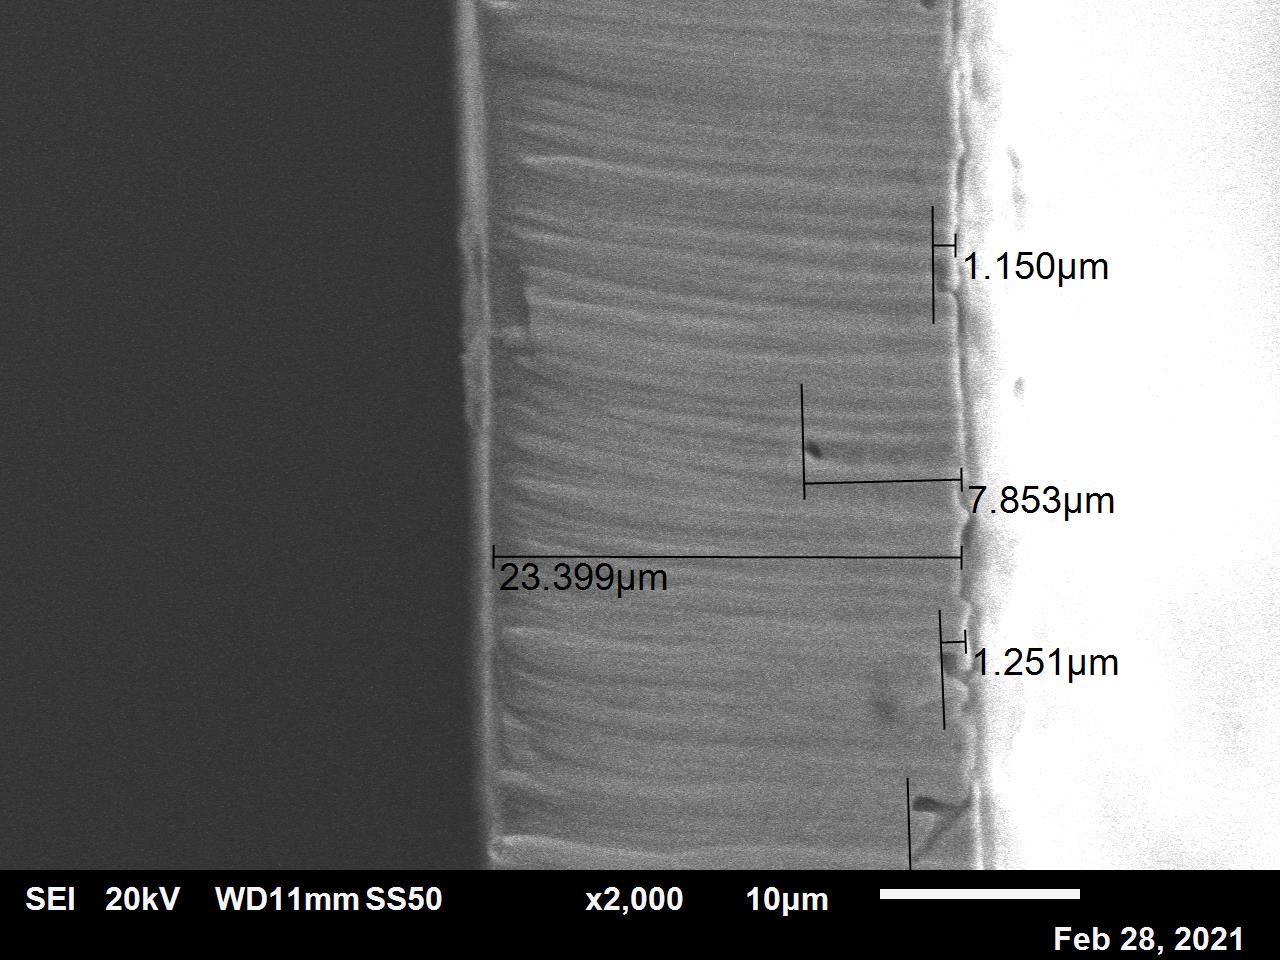 1.150µm
7.853µm
23.399µm
1.251µm
SEI 20kV WD11mm SS50 x2,000 10µm
Feb 28, 2021